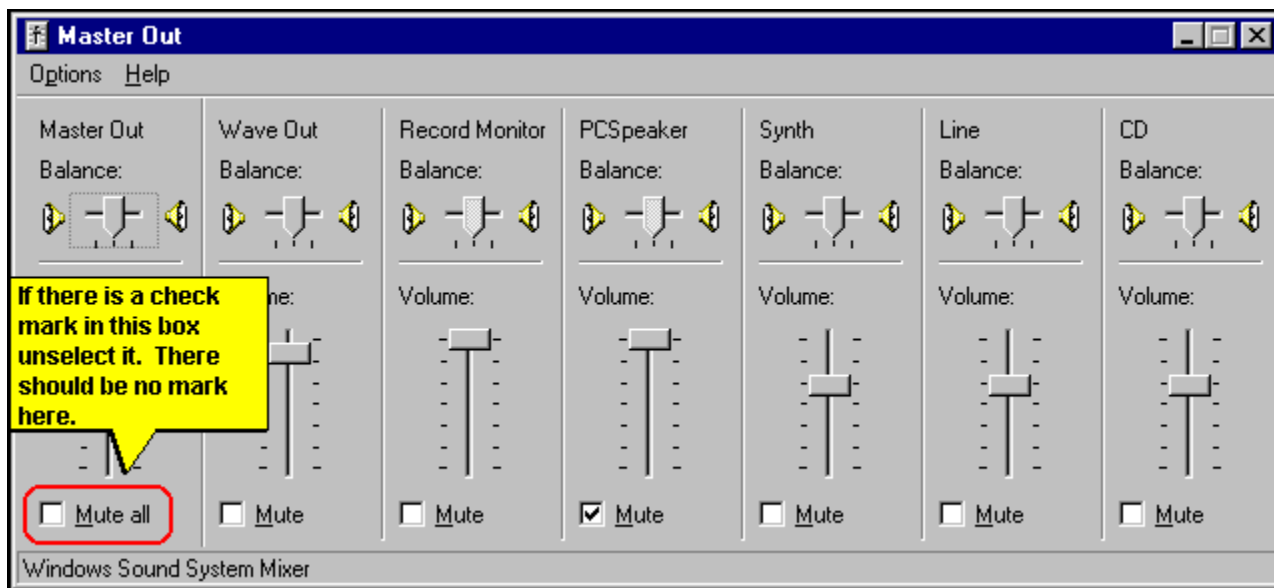 Master Out
Options Help
Master Out Wave Out Record Monitor PCSpeaker Synth Line CD
Balance: Balance: Balance: Balance: Balance: Balance: Balance:
If there is a check
mark in this box
unselect it. There
should be no mark
here.
Volume: Volume: Volume: Volume: Volume:
Mute all Mute Mute Mute Mute Mute Mute
Windows Sound System Mixer